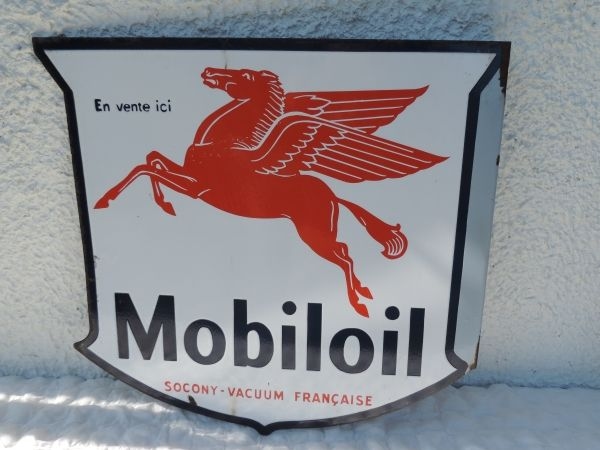 En vente ici
Mobiloil
SOCONY-VACUUM FRANÇAISE